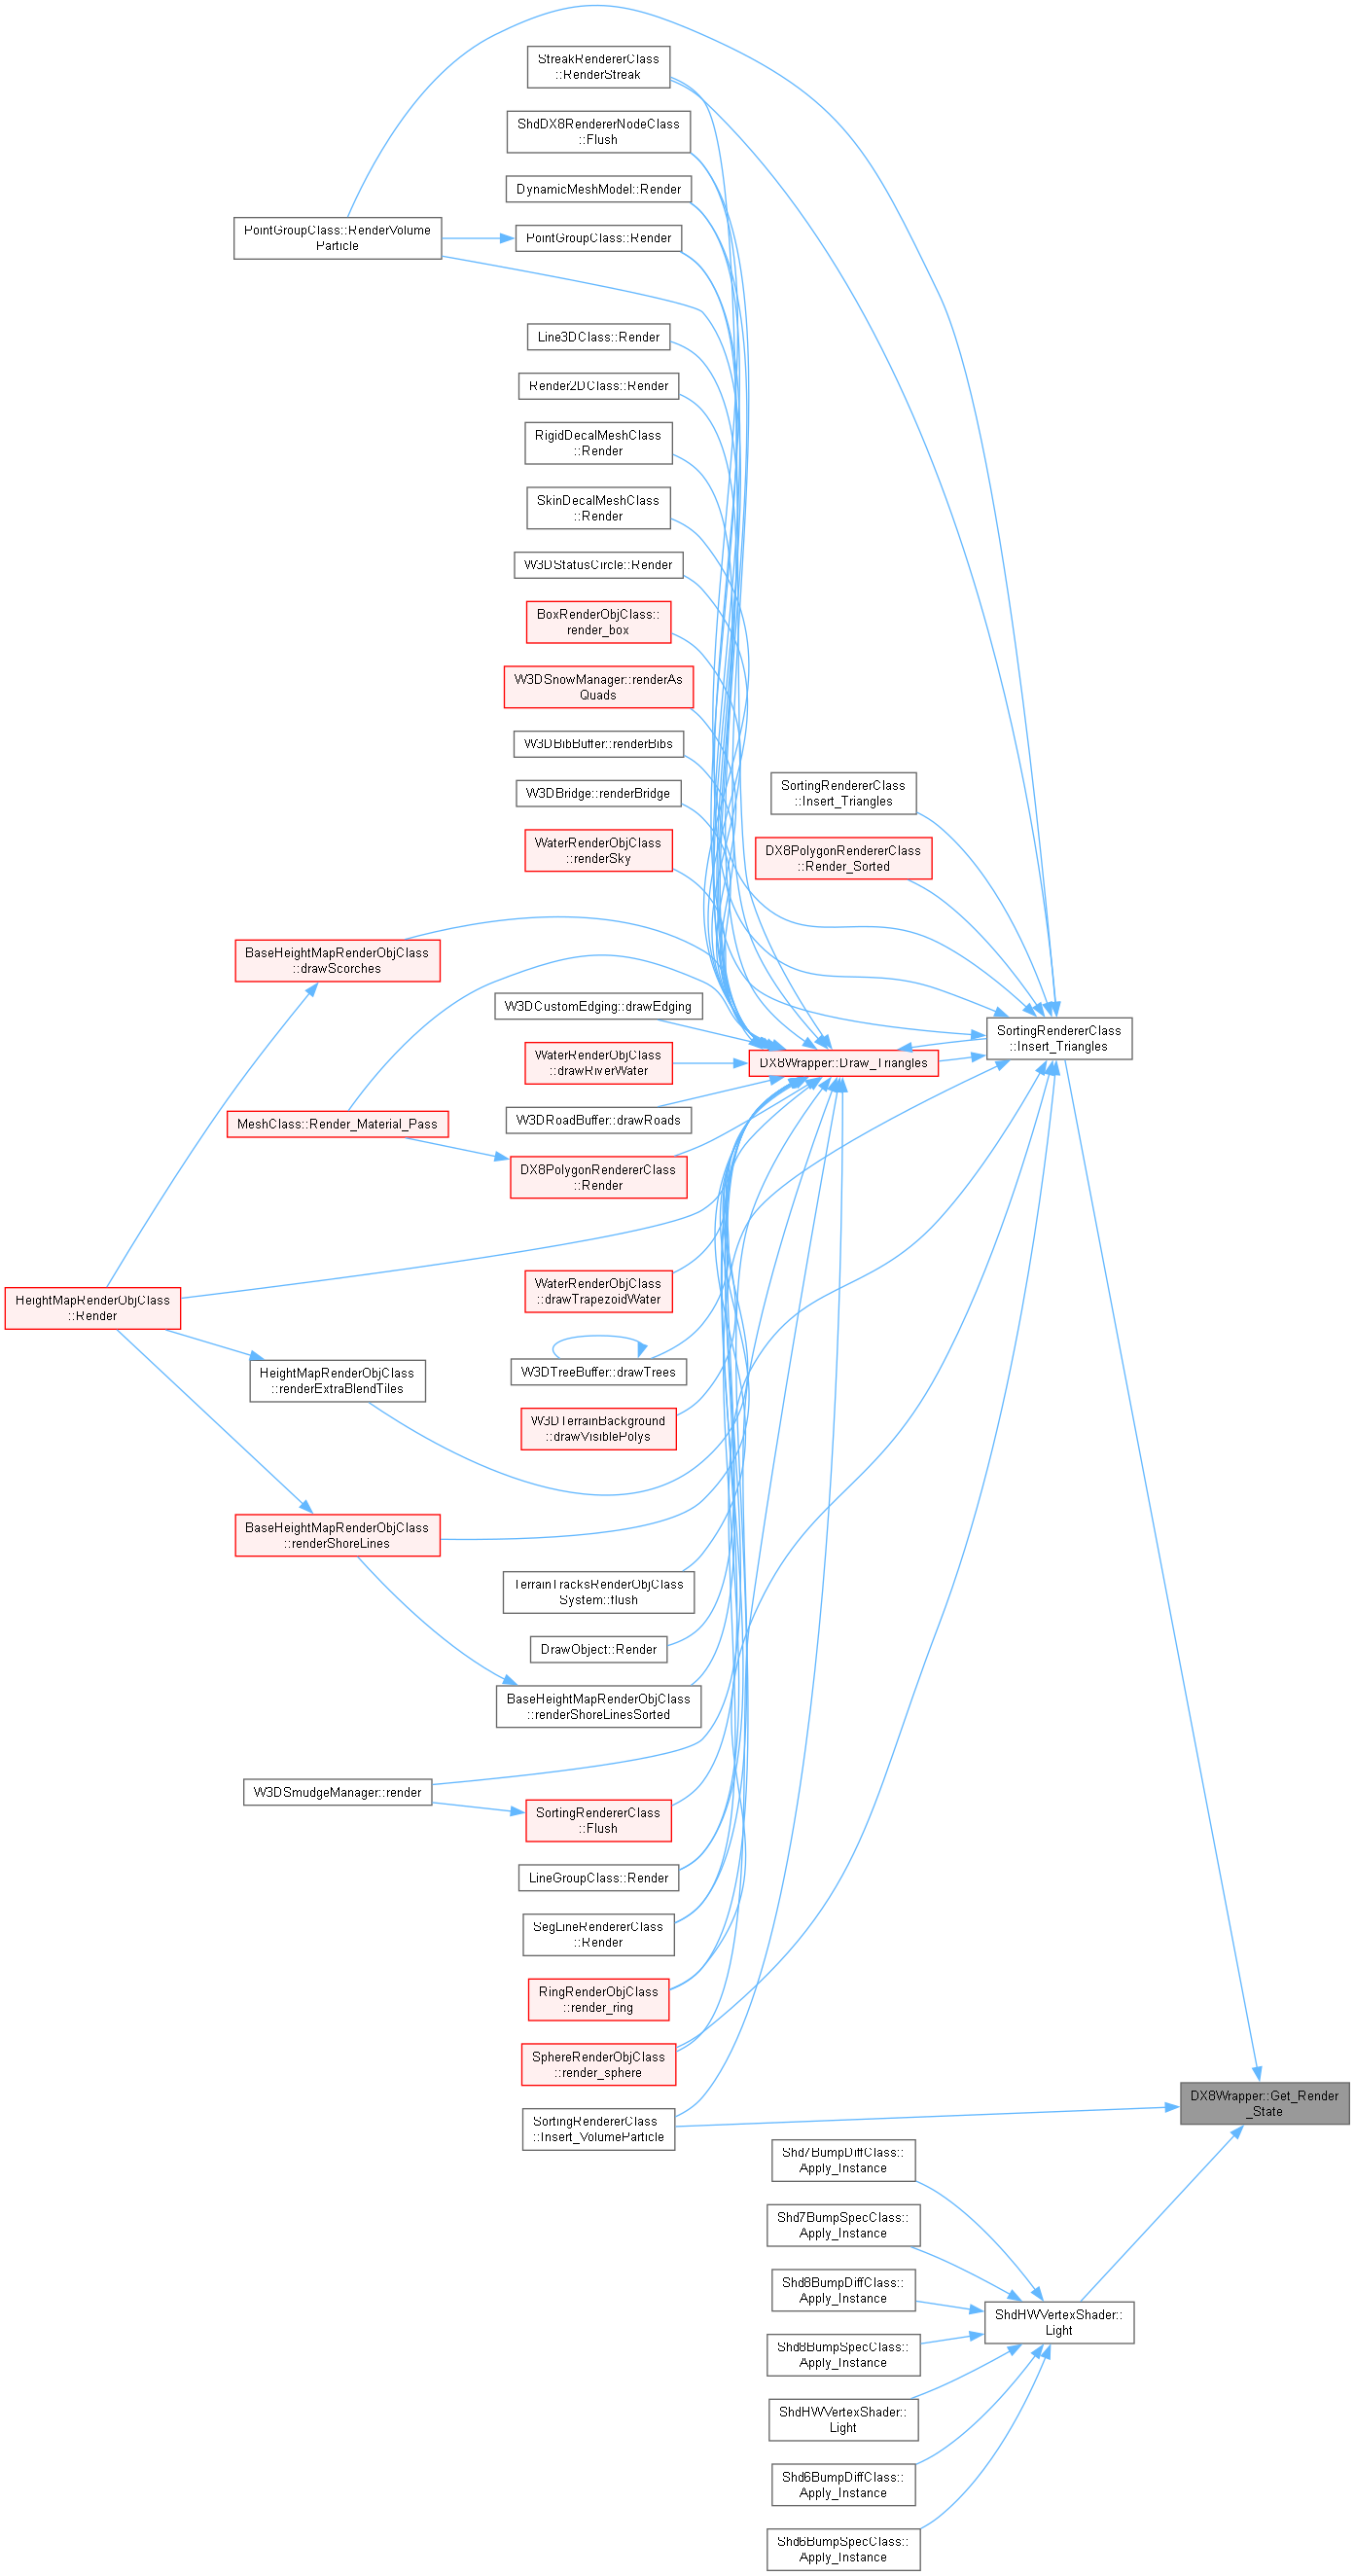 StreakRendererClass
::RenderStreak
ShdDX8RendererNodeClass
::Flush
DynamicMeshModel::Render
PointGroupClass::RenderVolume
Particle
PointGroupClass::Render
Line3DClass::Render
Render2DClass::Render
RigidDecalMeshClass
::Render
SkinDecalMeshClass
::Render
W3DStatusCircle::Render
BoxRenderObjClass::
render_box
W3DSnowManager::renderAs
Quads
W3DBibBuffer::renderBibs
W3DBridge::renderBridge
SortingRendererClass
::Insert_Triangles
WaterRenderObjClass
::renderSky
DX8PolygonRendererClass
::Render_Sorted
BaseHeightMapRenderObjClass
::drawScorches
W3DCustomEdging::drawEdging
SortingRendererClass
::Insert_Triangles
WaterRenderObjClass
::drawRiverWater
DX8Wrapper::Draw_Triangles
MeshClass::Render_Material_Pass
W3DRoadBuffer::drawRoads
DX8PolygonRendererClass
::Render
HeightMapRenderObjClass
::Render
WaterRenderObjClass
::drawTrapezoidWater
HeightMapRenderObjClass
::renderExtraBlendTiles
W3DTreeBuffer::drawTrees
W3DTerrainBackground
::drawVisiblePolys
BaseHeightMapRenderObjClass
::renderShoreLines
TerrainTracksRenderObjClass
System::flush
DrawObject::Render
BaseHeightMapRenderObjClass
::renderShoreLinesSorted
W3DSmudgeManager::render
SortingRendererClass
::Flush
LineGroupClass::Render
SegLineRendererClass
::Render
RingRenderObjClass
::render_ring
SphereRenderObjClass
::render_sphere
DX8Wrapper::Get_Render
_State
SortingRendererClass
::Insert_VolumeParticle
Shd7BumpDiffClass::
Apply_Instance
Shd7BumpSpecClass::
Apply_Instance
Shd8BumpDiffClass::
Apply_Instance
ShdHWVertexShader::
Light
Shd8BumpSpecClass::
Apply_Instance
ShdHWVertexShader::
Light
Shd6BumpDiffClass::
Apply_Instance
Shd6BumpSpecClass::
Apply_Instance